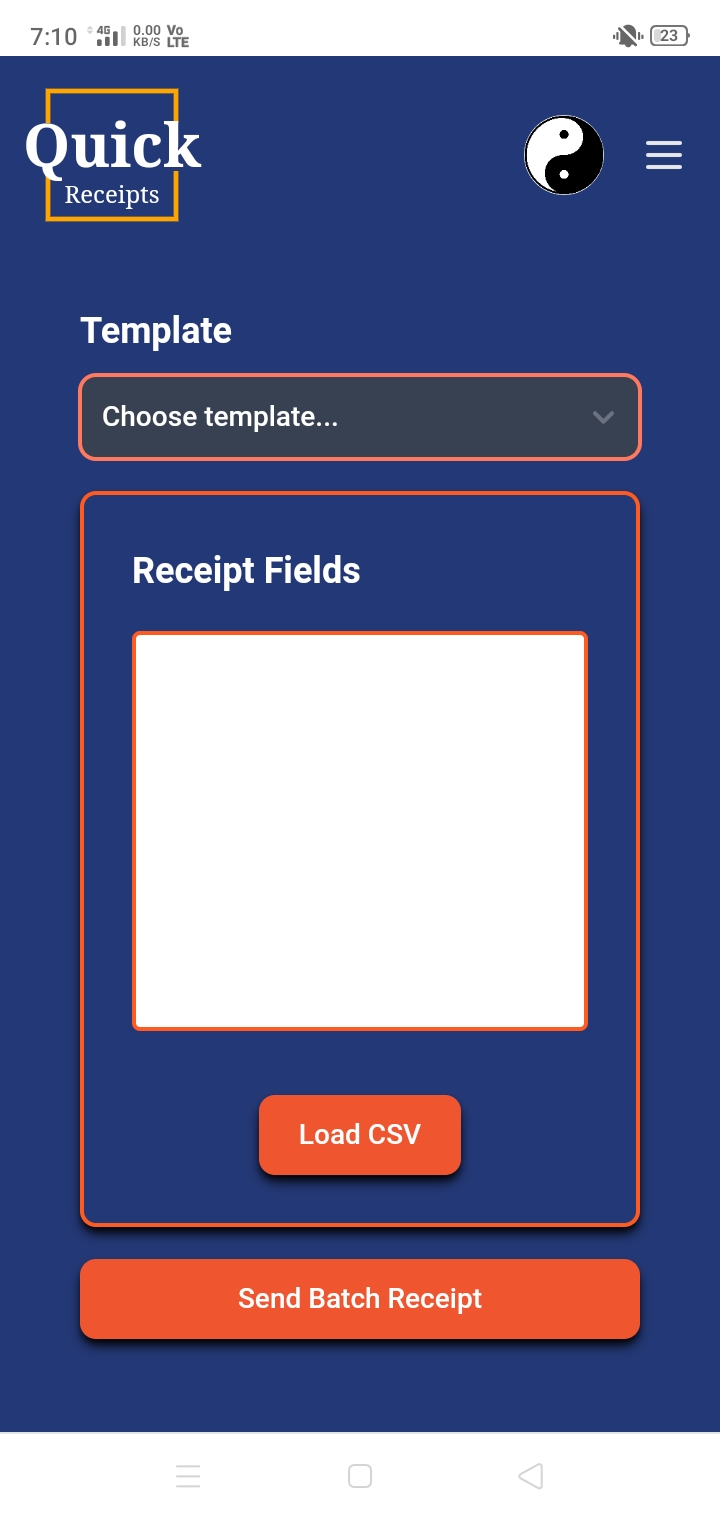 7:10 4G 0.00 KB/S Vo LTE 23
Quick
Receipts
Template
Choose template...
Receipt Fields
Load CSV
Send Batch Receipt